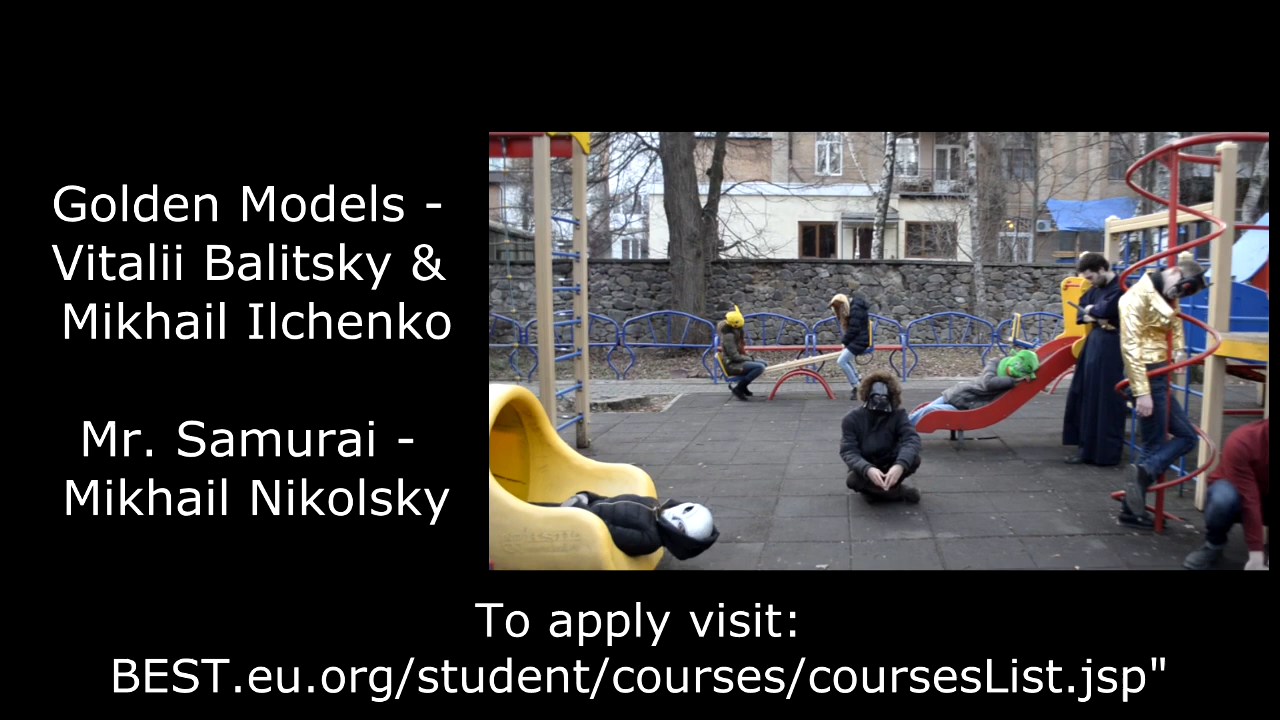 Golden Models -
Vitalii Balitsky &
Mikhail Ilchenko
Mr. Samurai -
Mikhail Nikolsky
To apply visit:
BEST.eu.org/student/courses/coursesList.jsp"